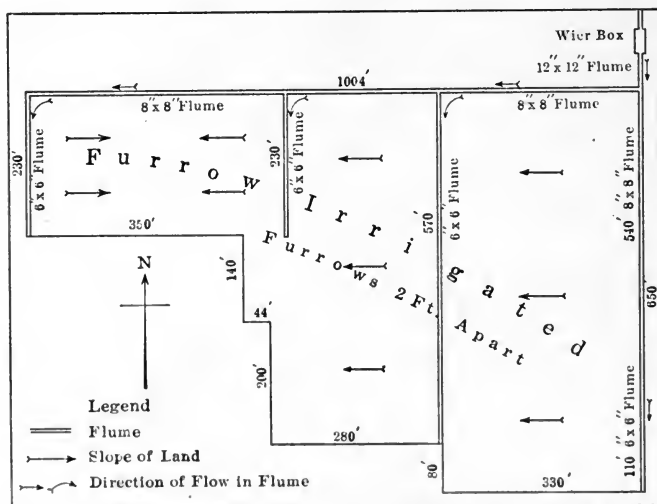 Wier Box
12"x 12" Flume
1004'
8"x 8" Flume
8"x 8" Flume
230'
6"x 6" Flume
230'
6"x 6" Flume
570'
6"x 6" Flume
540' 8"x 8" Flume
650'
110' 6"x 6" Flume
Furrow Irrigated
Furrows 2 Ft. Apart
350'
140'
44'
200'
280'
80'
330'
N
Legend
Flume
Slope of Land
Direction of Flow in Flume